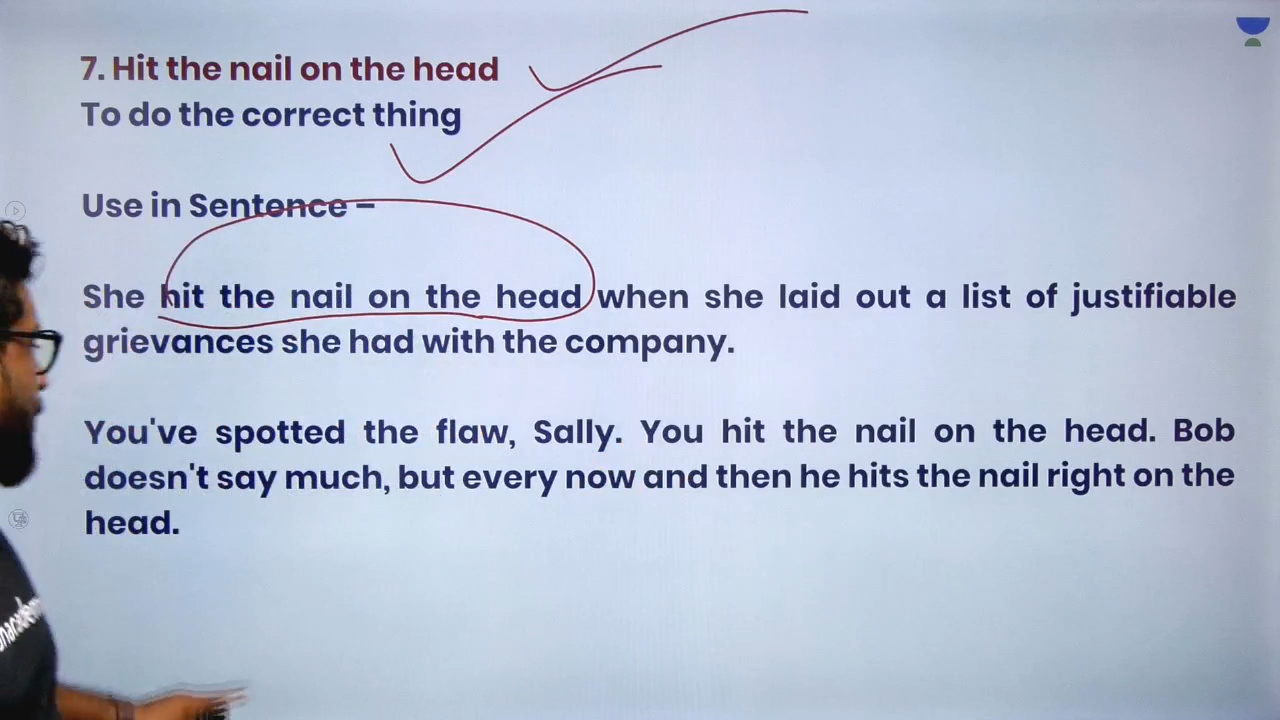 7. Hit the nail on the head
To do the correct thing
Use in Sentence –
She hit the nail on the head when she laid out a list of justifiable
grievances she had with the company.
You've spotted the flaw, Sally. You hit the nail on the head. Bob
doesn't say much, but every now and then he hits the nail right on the
head.